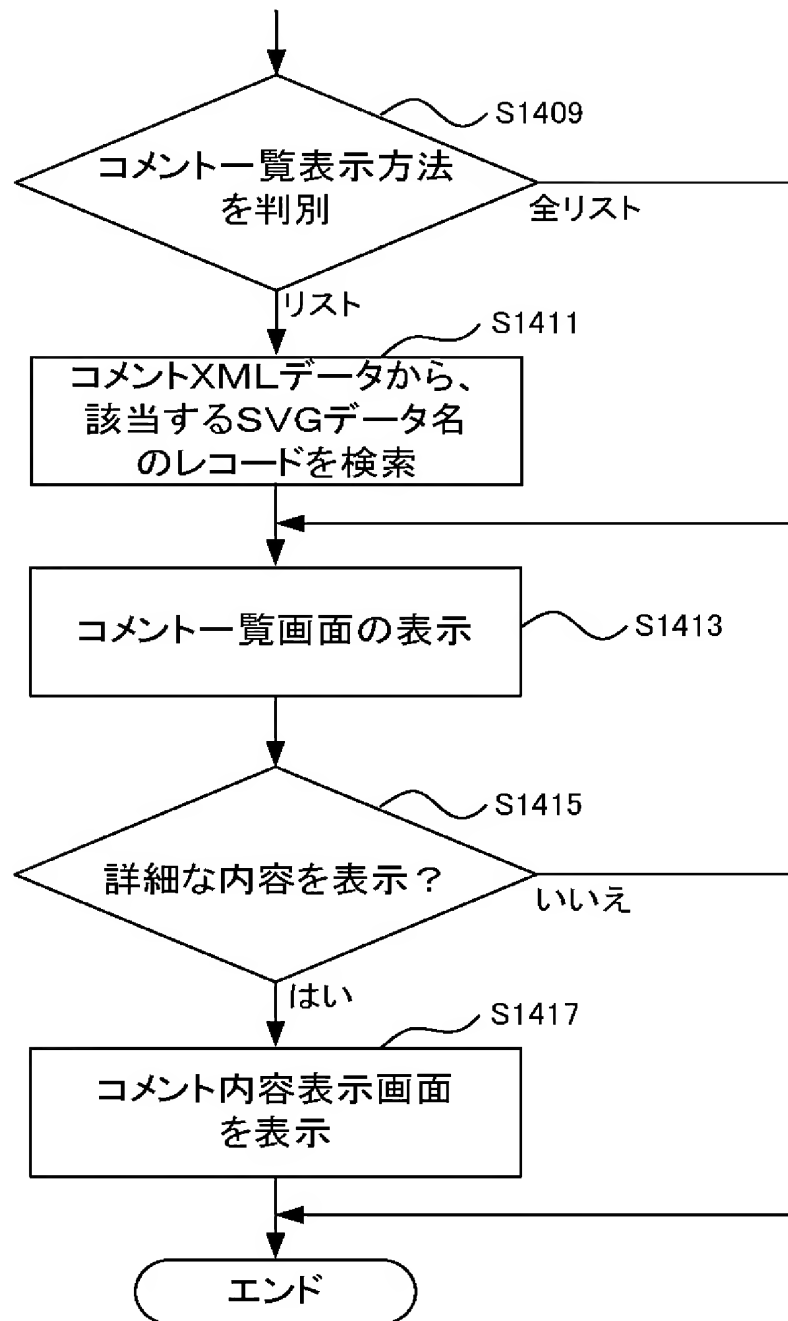 S1409
コメント一覧表示方法
を判別
全リスト
リスト
S1411
コメントXMLデータから、
該当するSVGデータ名
のレコードを検索
コメント一覧画面の表示
S1413
S1415
詳細な内容を表示?
いいえ
はい
S1417
コメント内容表示画面
を表示
エンド